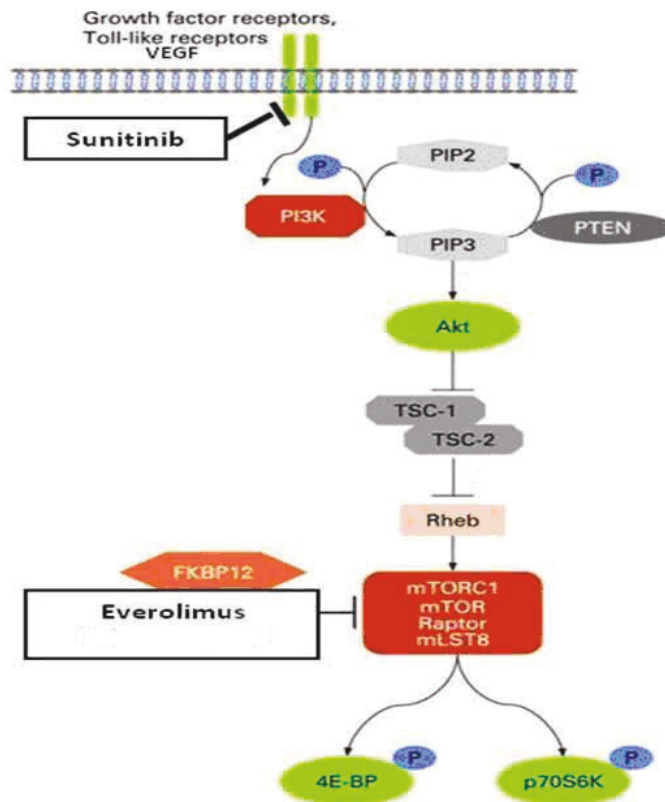 Growth factor receptors,
Toll-like receptors
VEGF
Sunitinib
P
PIP2
P
PI3K
PTEN
PIP3
Akt
TSC-1
TSC-2
Rheb
FKBP12
Everolimus
mTORC1
mTOR
Raptor
mLST8
P
P
4E-BP
p70S6K